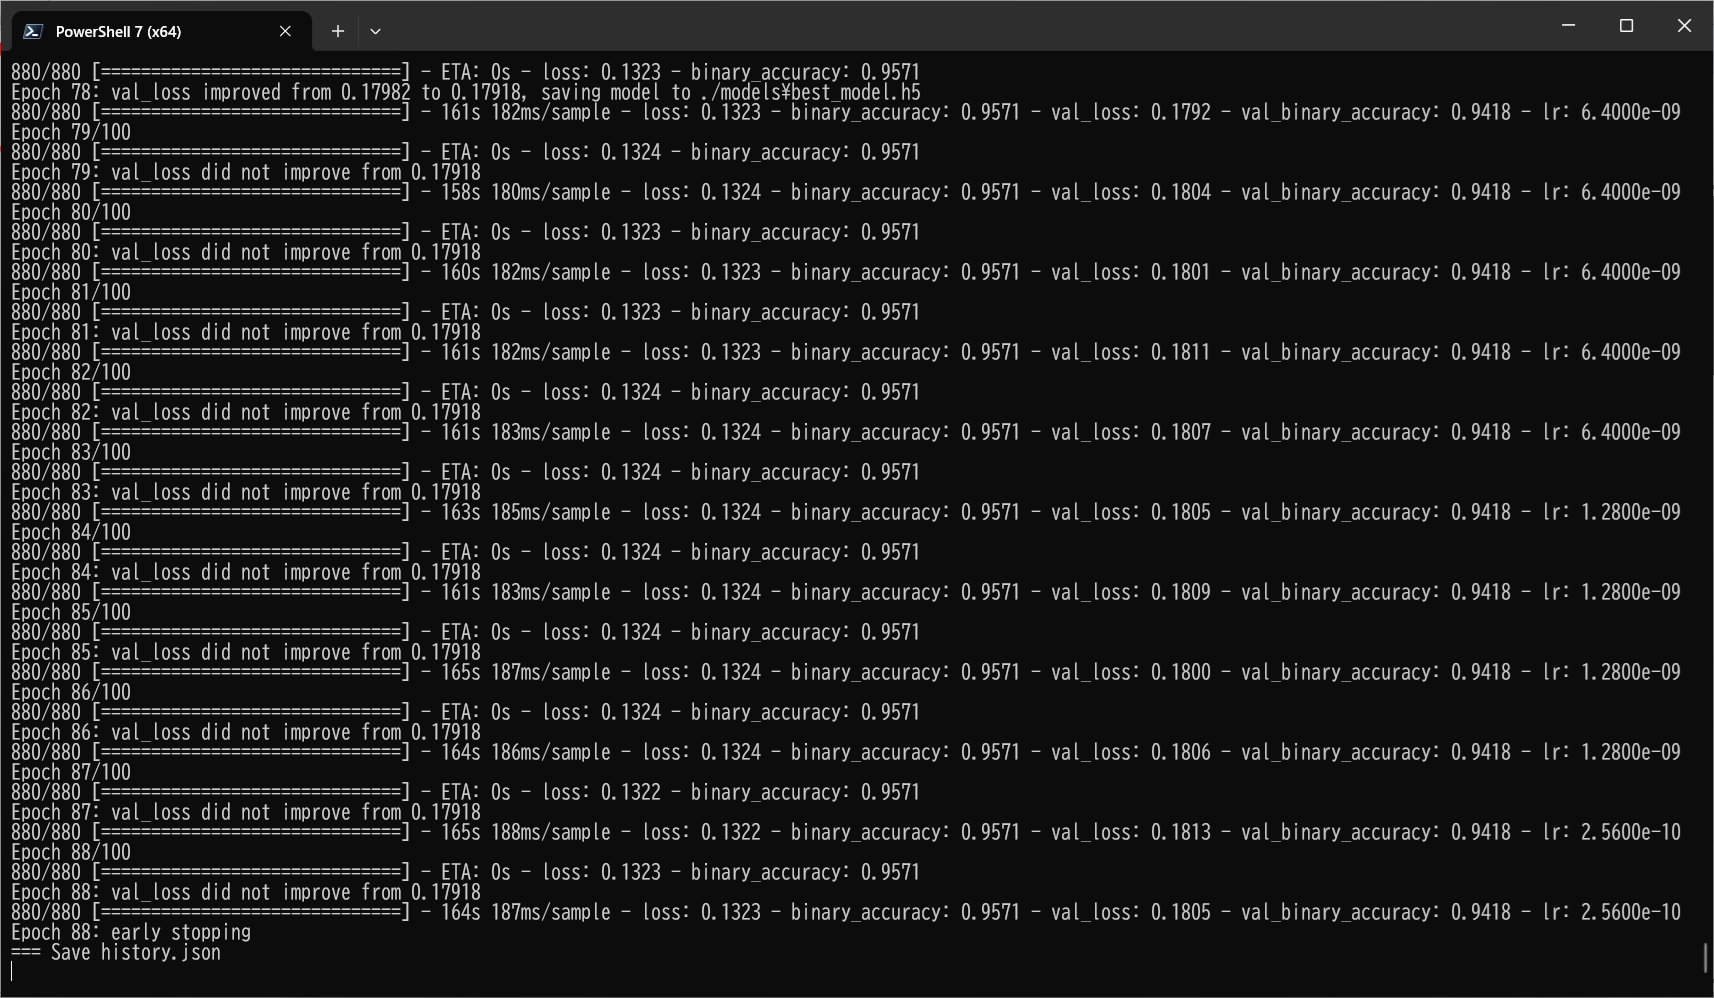 PowerShell 7 (x64)
880/880 [==============================] - ETA: 0s - loss: 0.1323 - binary_accuracy: 0.9571
Epoch 78: val_loss improved from 0.17982 to 0.17918, saving model to ./models¥best_model.h5
880/880 [==============================] - 161s 182ms/sample - loss: 0.1323 - binary_accuracy: 0.9571 - val_loss: 0.1792 - val_binary_accuracy: 0.9418 - lr: 6.4000e-09
Epoch 79/100
880/880 [==============================] - ETA: 0s - loss: 0.1324 - binary_accuracy: 0.9571
Epoch 79: val_loss did not improve from 0.17918
880/880 [==============================] - 158s 180ms/sample - loss: 0.1324 - binary_accuracy: 0.9571 - val_loss: 0.1804 - val_binary_accuracy: 0.9418 - lr: 6.4000e-09
Epoch 80/100
880/880 [==============================] - ETA: 0s - loss: 0.1323 - binary_accuracy: 0.9571
Epoch 80: val_loss did not improve from 0.17918
880/880 [==============================] - 160s 182ms/sample - loss: 0.1323 - binary_accuracy: 0.9571 - val_loss: 0.1801 - val_binary_accuracy: 0.9418 - lr: 6.4000e-09
Epoch 81/100
880/880 [==============================] - ETA: 0s - loss: 0.1323 - binary_accuracy: 0.9571
Epoch 81: val_loss did not improve from 0.17918
880/880 [==============================] - 161s 182ms/sample - loss: 0.1323 - binary_accuracy: 0.9571 - val_loss: 0.1811 - val_binary_accuracy: 0.9418 - lr: 6.4000e-09
Epoch 82/100
880/880 [==============================] - ETA: 0s - loss: 0.1324 - binary_accuracy: 0.9571
Epoch 82: val_loss did not improve from 0.17918
880/880 [==============================] - 161s 183ms/sample - loss: 0.1324 - binary_accuracy: 0.9571 - val_loss: 0.1807 - val_binary_accuracy: 0.9418 - lr: 6.4000e-09
Epoch 83/100
880/880 [==============================] - ETA: 0s - loss: 0.1324 - binary_accuracy: 0.9571
Epoch 83: val_loss did not improve from 0.17918
880/880 [==============================] - 163s 185ms/sample - loss: 0.1324 - binary_accuracy: 0.9571 - val_loss: 0.1805 - val_binary_accuracy: 0.9418 - lr: 1.2800e-09
Epoch 84/100
880/880 [==============================] - ETA: 0s - loss: 0.1324 - binary_accuracy: 0.9571
Epoch 84: val_loss did not improve from 0.17918
880/880 [==============================] - 161s 183ms/sample - loss: 0.1324 - binary_accuracy: 0.9571 - val_loss: 0.1809 - val_binary_accuracy: 0.9418 - lr: 1.2800e-09
Epoch 85/100
880/880 [==============================] - ETA: 0s - loss: 0.1324 - binary_accuracy: 0.9571
Epoch 85: val_loss did not improve from 0.17918
880/880 [==============================] - 165s 187ms/sample - loss: 0.1324 - binary_accuracy: 0.9571 - val_loss: 0.1800 - val_binary_accuracy: 0.9418 - lr: 1.2800e-09
Epoch 86/100
880/880 [==============================] - ETA: 0s - loss: 0.1324 - binary_accuracy: 0.9571
Epoch 86: val_loss did not improve from 0.17918
880/880 [==============================] - 164s 186ms/sample - loss: 0.1324 - binary_accuracy: 0.9571 - val_loss: 0.1806 - val_binary_accuracy: 0.9418 - lr: 1.2800e-09
Epoch 87/100
880/880 [==============================] - ETA: 0s - loss: 0.1322 - binary_accuracy: 0.9571
Epoch 87: val_loss did not improve from 0.17918
880/880 [==============================] - 165s 188ms/sample - loss: 0.1322 - binary_accuracy: 0.9571 - val_loss: 0.1813 - val_binary_accuracy: 0.9418 - lr: 2.5600e-10
Epoch 88/100
880/880 [==============================] - ETA: 0s - loss: 0.1323 - binary_accuracy: 0.9571
Epoch 88: val_loss did not improve from 0.17918
880/880 [==============================] - 164s 187ms/sample - loss: 0.1323 - binary_accuracy: 0.9571 - val_loss: 0.1805 - val_binary_accuracy: 0.9418 - lr: 2.5600e-10
Epoch 88: early stopping
=== Save history.json